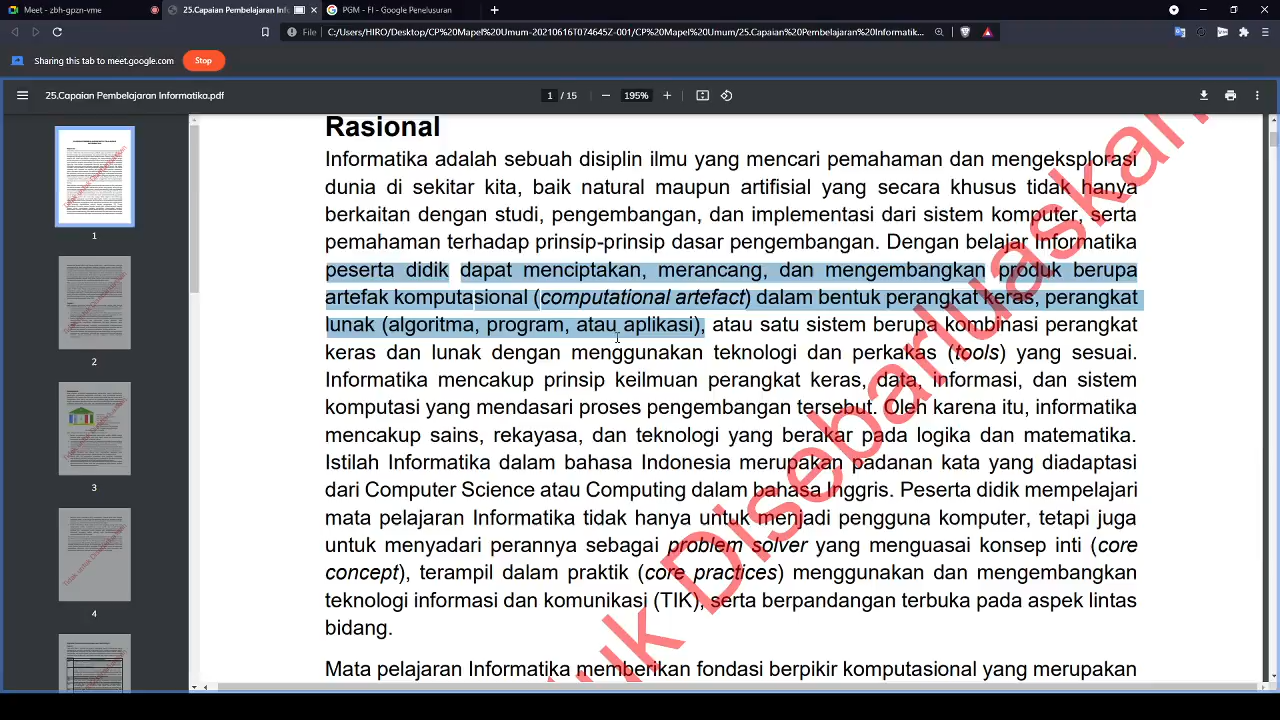 Meet - zbh-gpzn-vme
25.Capaian Pembelajaran Inf
PGM - FI - Google Penelusuran
File
C:/Users/HIRO/Desktop/CP%20Mapel%20Umum-20210616T074645Z-001/CP%20Mapel%20Umum/25.Capaian%20Pembelajaran%20Informatik...
Sharing this tab to meet.google.com
Stop
25.Capaian Pembelajaran Informatika.pdf
1 / 15
195%
Rasional
Informatika adalah sebuah disiplin ilmu yang mencari pemahaman dan mengeksplorasi
dunia di sekitar kita, baik natural maupun artifisial yang secara khusus tidak hanya
berkaitan dengan studi, pengembangan, dan implementasi dari sistem komputer, serta
pemahaman terhadap prinsip-prinsip dasar pengembangan. Dengan belajar Informatika
peserta didik dapat menciptakan, merancang, dan mengembangkan produk berupa
artefak komputasional (computational artefact) dalam bentuk perangkat keras, perangkat
lunak (algoritma, program, atau aplikasi), atau satu sistem berupa kombinasi perangkat
keras dan lunak dengan menggunakan teknologi dan perkakas (tools) yang sesuai.
Informatika mencakup prinsip keilmuan perangkat keras, data, informasi, dan sistem
komputasi yang mendasari proses pengembangan tersebut. Oleh karena itu, informatika
mencakup sains, rekayasa, dan teknologi yang berakar pada logika dan matematika.
Istilah Informatika dalam bahasa Indonesia merupakan padanan kata yang diadaptasi
dari Computer Science atau Computing dalam bahasa Inggris. Peserta didik mempelajari
mata pelajaran Informatika tidak hanya untuk menjadi pengguna komputer, tetapi juga
untuk menyadari perannya sebagai problem solver yang menguasai konsep inti (core
concept), terampil dalam praktik (core practices) menggunakan dan mengembangkan
teknologi informasi dan komunikasi (TIK), serta berpandangan terbuka pada aspek lintas
bidang.
Mata pelajaran Informatika memberikan fondasi berpikir komputasional yang merupakan
uk Disebarluaskan
1
2
3
4